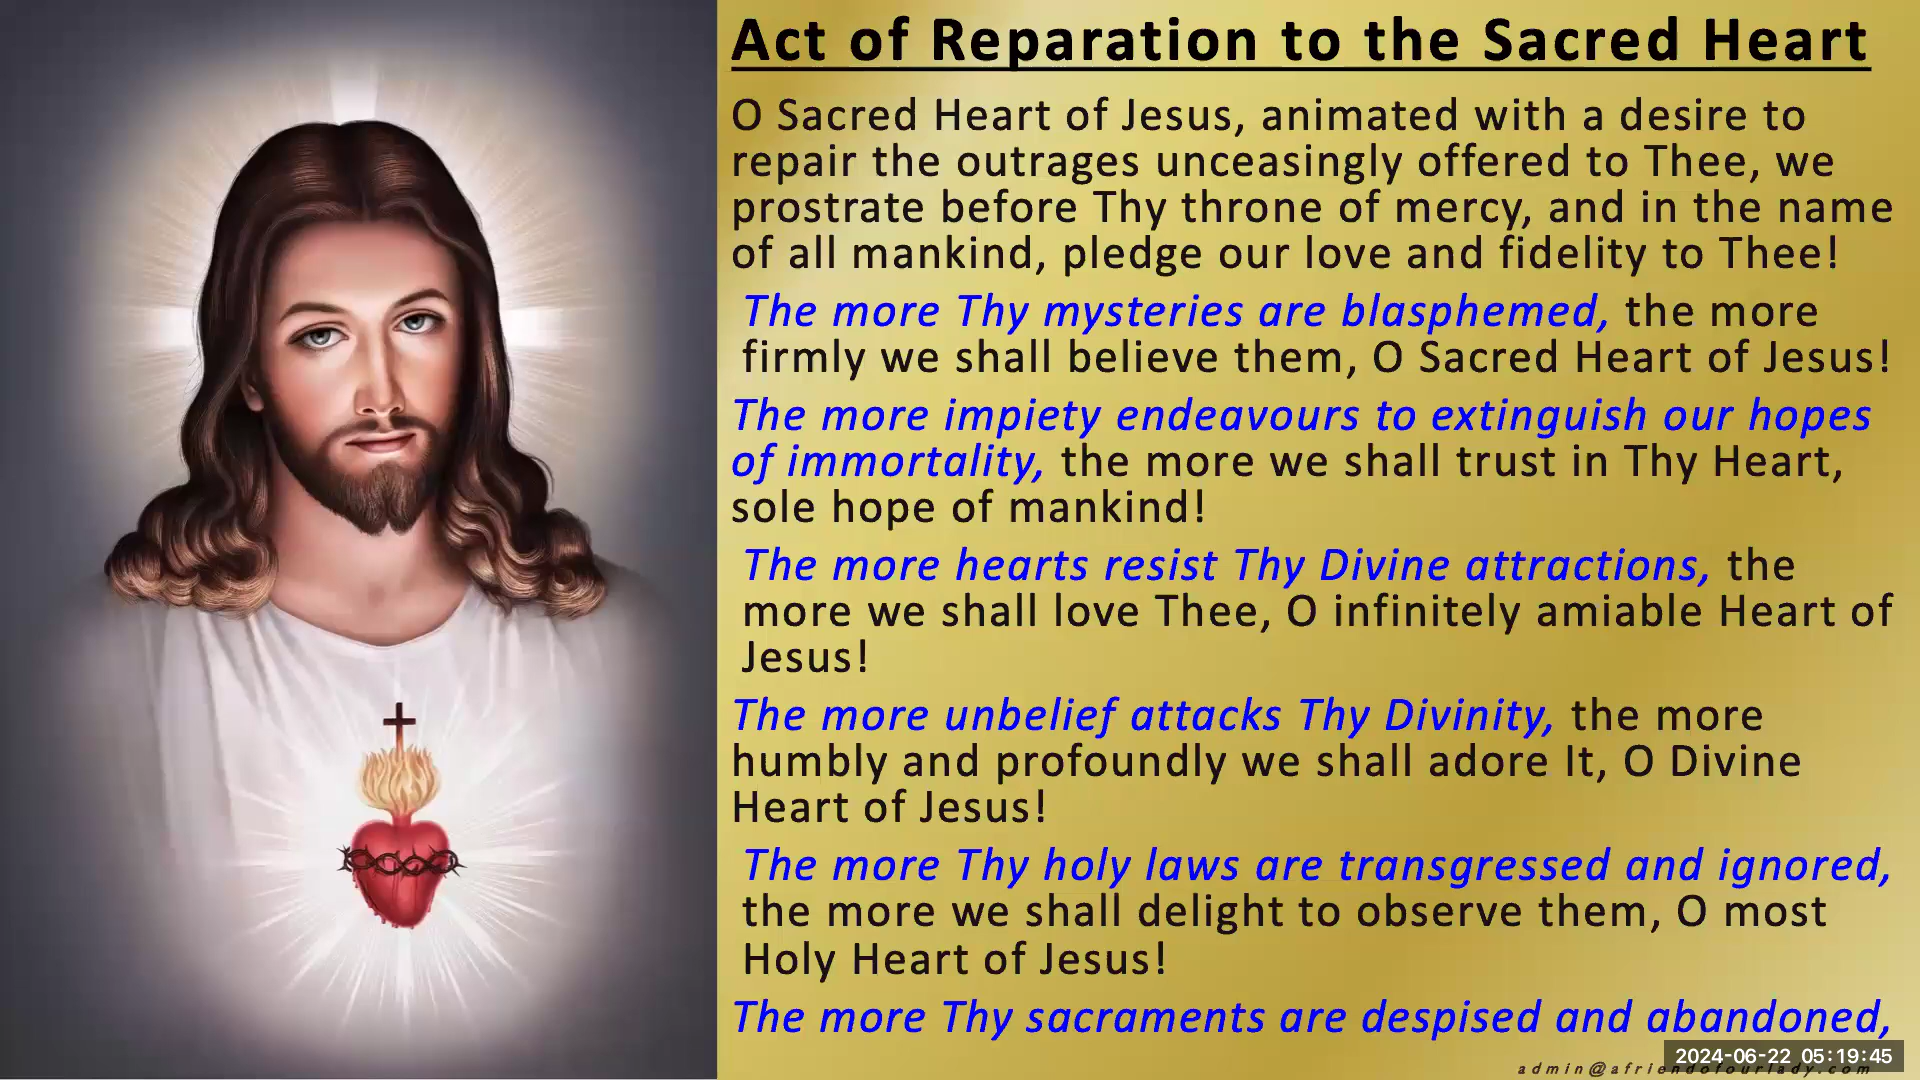 Act of Reparation to the Sacred Heart
O Sacred Heart of Jesus, animated with a desire to
repair the outrages unceasingly offered to Thee, we
prostrate before Thy throne of mercy, and in the name
of all mankind, pledge our love and fidelity to Thee!
The more Thy mysteries are blasphemed, the more
firmly we shall believe them, O Sacred Heart of Jesus!
The more impiety endeavours to extinguish our hopes
of immortality, the more we shall trust in Thy Heart,
sole hope of mankind!
The more hearts resist Thy Divine attractions, the
more we shall love Thee, O infinitely amiable Heart of
Jesus!
The more unbelief attacks Thy Divinity, the more
humbly and profoundly we shall adore It, O Divine
Heart of Jesus!
The more Thy holy laws are transgressed and ignored,
the more we shall delight to observe them, O most
Holy Heart of Jesus!
The more Thy sacraments are despised and abandoned,
2024-06-22 05:19:45
admin@afriendofourlady.com